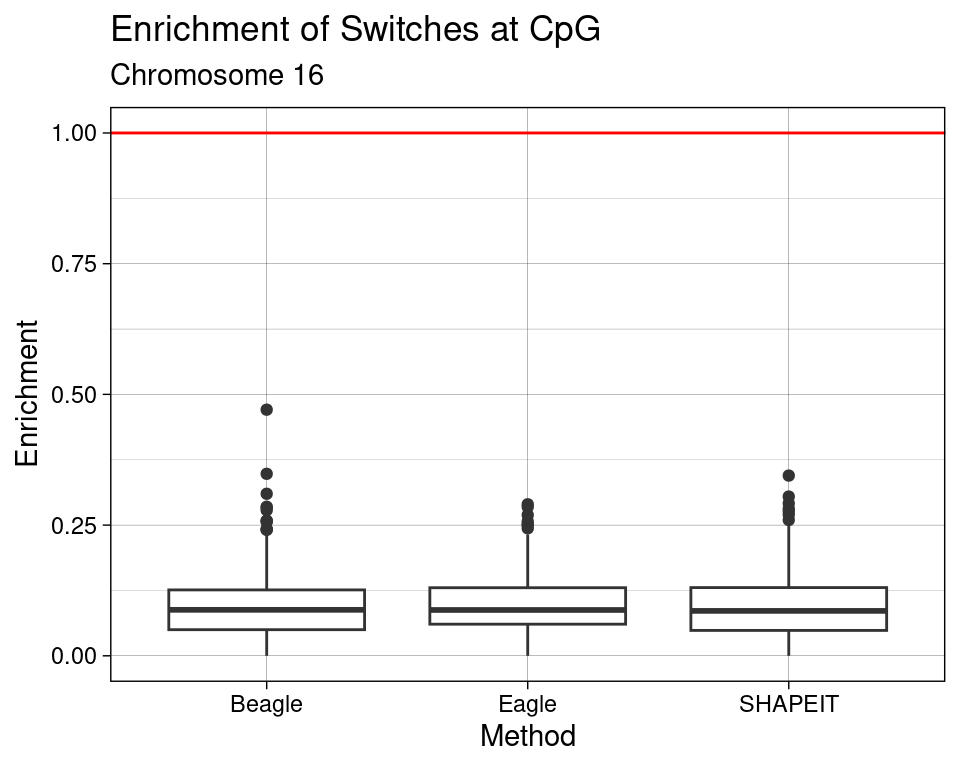 Enrichment of Switches at CpG
Chromosome 16
1.00
0.75
0.50
0.25
0.00
Enrichment
Beagle
Eagle
SHAPEIT
Method